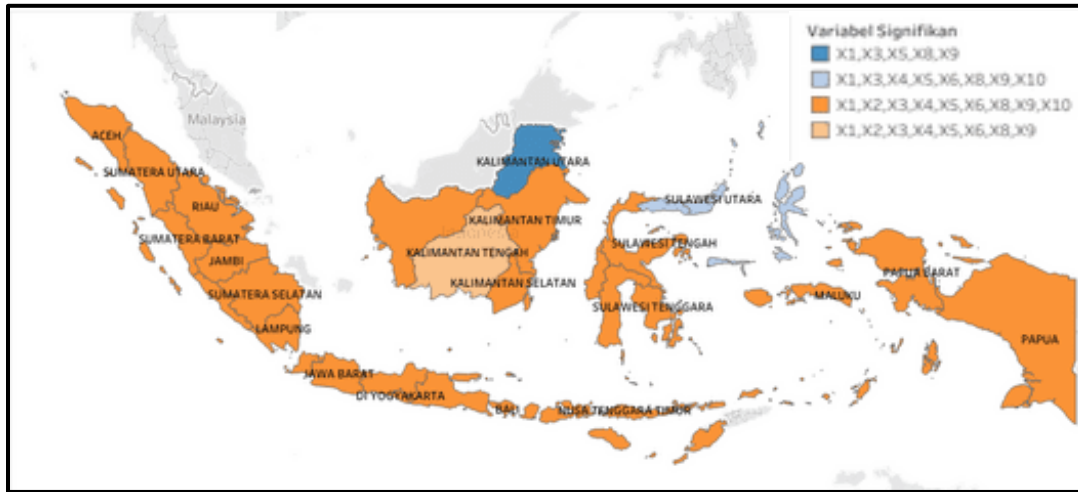 Variabel Signifikan
X1,X3,X5,X8,X9
X1,X3,X4,X5,X6,X8,X9,X10
X1,X2,X3,X4,X5,X6,X8,X9,X10
X1,X2,X3,X4,X5,X6,X8,X9
Malaysia
ACEH
SUMATERA UTARA
RIAU
SUMATERA BARAT
JAMBI
SUMATERA SELATAN
LAMPUNG
JAWA BARAT
DI YOGYAKARTA
BALI
NUSA TENGGARA TIMUR
KALIMANTAN UTARA
KALIMANTAN TIMUR
KALIMANTAN TENGAH
KALIMANTAN SELATAN
SULAWESI UTARA
SULAWESI TENGAH
SULAWESI TENGGARA
MALUKU
PAPUA BARAT
PAPUA